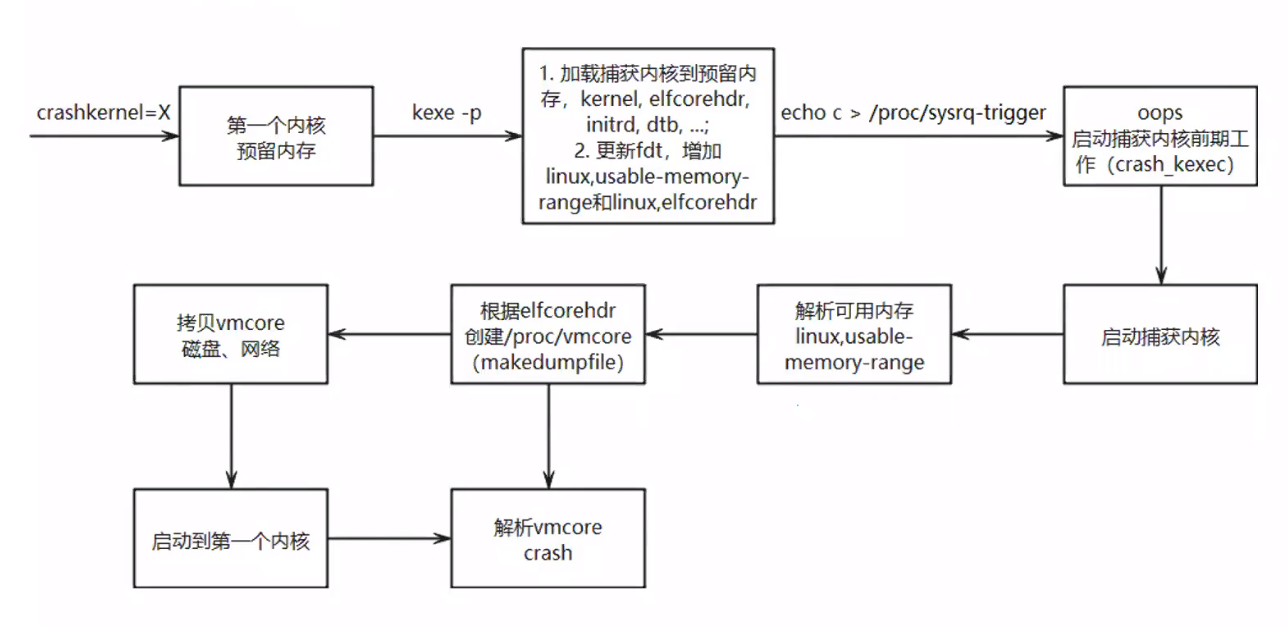 crashkernel=X
第一个内核
预留内存
kexe -p
1. 加载捕获内核到预留内
存，kernel, elfcorehdr,
initrd, dtb, ...;
2. 更新fdt，增加
linux,usable-memory-
range和linux,elfcorehdr
echo c > /proc/sysrq-trigger
oops
启动捕获内核前期工
作（crash_kexec）
启动捕获内核
解析可用内存
linux,usable-
memory-range
根据elfcorehdr
创建/proc/vmcore
（makedumpfile）
拷贝vmcore
磁盘、网络
启动到第一个内核
解析vmcore
crash